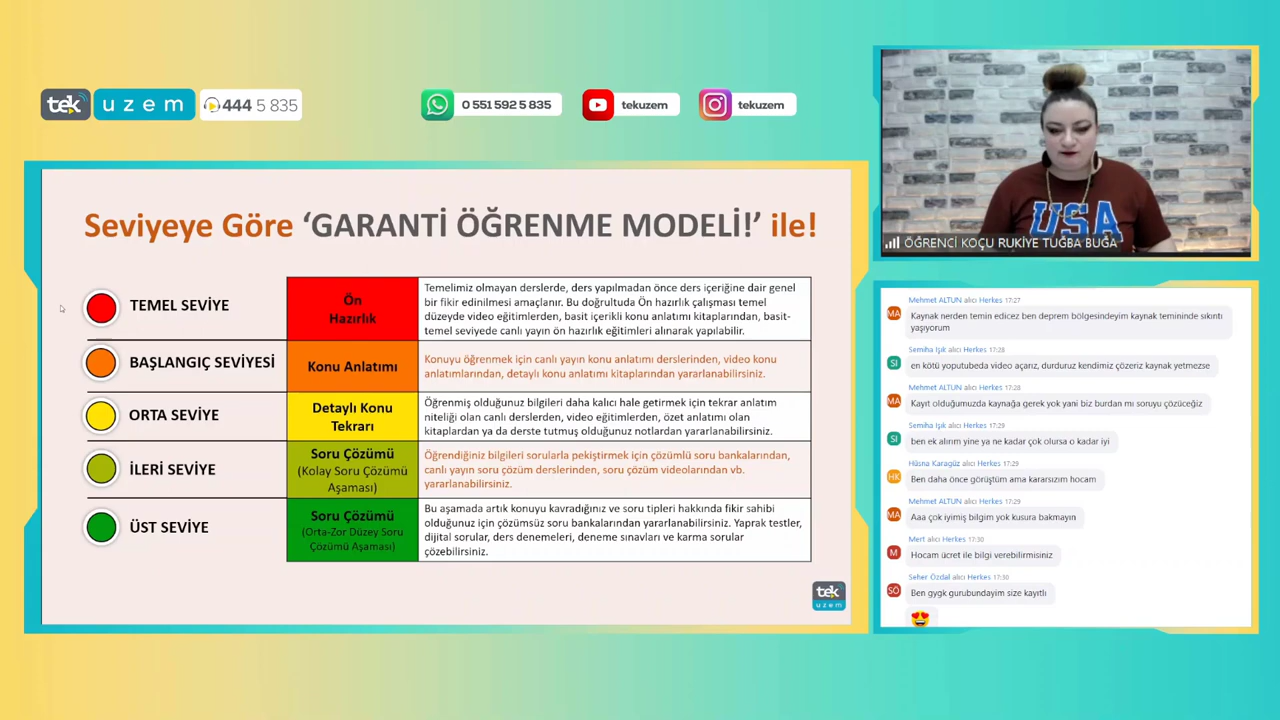 tek uzem 444 5 835
0 551 592 5 835
tekuzem
tekuzem
Seviyeye Göre ‘GARANTİ ÖĞRENME MODELİ!’ ile!
TEMEL SEVİYE
Ön
Hazırlık
Temelimiz olmayan derslerde, ders yapılmadan önce ders içeriğine dair genel
bir fikir edinilmesi amaçlanır. Bu doğrultuda Ön hazırlık çalışması temel
düzeyde video eğitimlerden, basit içerikli konu anlatımı kitaplarından, basit-
temel seviyede canlı yayın ön hazırlık eğitimleri alınarak yapılabilir.
BAŞLANGIÇ SEVİYESİ
Konu Anlatımı
Konuyu öğrenmek için canlı yayın konu anlatımı derslerinden, video konu
anlatımlarından, detaylı konu anlatımı kitaplarından yararlanabilirsiniz.
ORTA SEVİYE
Detaylı Konu
Tekrarı
Öğrenmiş olduğunuz bilgileri daha kalıcı hale getirmek için tekrar anlatım
niteliği olan canlı derslerden, video eğitimlerden, özet anlatımı olan
kitaplardan ya da derste tutmuş olduğunuz notlardan yararlanabilirsiniz.
İLERİ SEVİYE
Soru Çözümü
(Kolay Soru Çözümü
Aşaması)
Öğrendiğiniz bilgileri sorularla pekiştirmek için çözümlü soru bankalarından,
canlı yayın soru çözüm derslerinden, soru çözüm videolarından vb.
yararlanabilirsiniz.
ÜST SEVİYE
Soru Çözümü
(Orta-Zor Düzey Soru
Çözümü Aşaması)
Bu aşamada artık konuyu kavradığınız ve soru tipleri hakkında fikir sahibi
olduğunuz için çözümsüz soru bankalarından yararlanabilirsiniz. Yaprak testler,
dijital sorular, ders denemeleri, deneme sınavları ve karma sorular
çözebilirsiniz.
tek
uzem
USA
ÖĞRENCİ KOÇU RUKİYE TUĞBA BUĞA
Mehmet ALTUN alıcı Herkes 17:27
MA
Kaynak nerden temin edicez ben deprem bölgesindeyim kaynak temininde sıkıntı
yaşıyorum
Semiha Işık alıcı Herkes 17:28
SI
en kötü yoputubeda video açarız, durduruz kendimiz çözeriz kaynak yetmezse
Mehmet ALTUN alıcı Herkes 17:28
MA
Kayıt olduğumuzda kaynağa gerek yok yani biz burdan mı soruyu çözüceğiz
Semiha Işık alıcı Herkes 17:29
SI
ben ek alırım yine ya ne kadar çok olursa o kadar iyi
Hüsna Karagüz alıcı Herkes 17:29
HK
Ben daha önce görüştüm ama kararsızım hocam
Mehmet ALTUN alıcı Herkes 17:29
MA
Aaa çok iyimiş bilgim yok kusura bakmayın
Mert alıcı Herkes 17:30
M
Hocam ücret ile bilgi verebilirmisiniz
Seher Özdal alıcı Herkes 17:30
SÖ
Ben gygk gurubundayim size kayıtlı